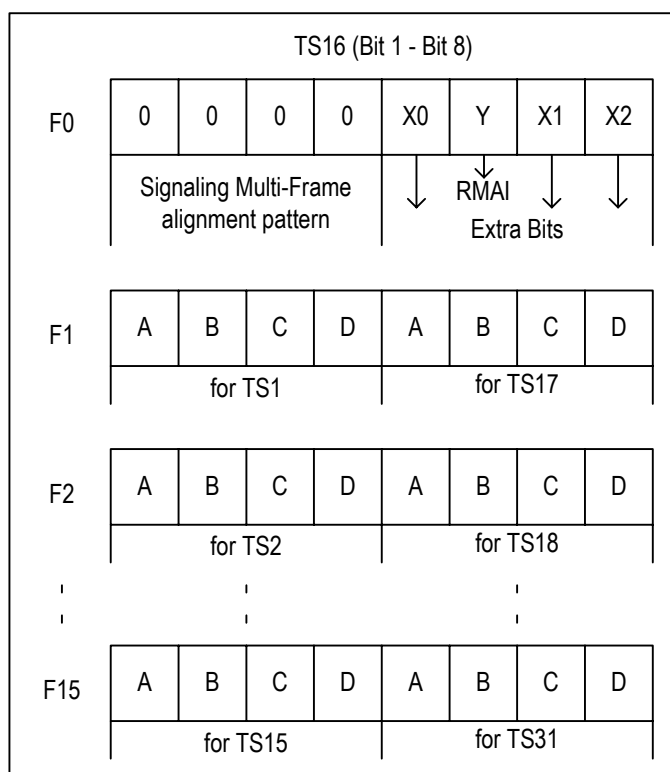 TS16 (Bit 1 - Bit 8)
F0 0 0 0 0 X0 Y X1 X2
Signaling Multi-Frame
alignment pattern
RMAI
Extra Bits
F1 A B C D A B C D
for TS1 for TS17
F2 A B C D A B C D
for TS2 for TS18
F15 A B C D A B C D
for TS15 for TS31